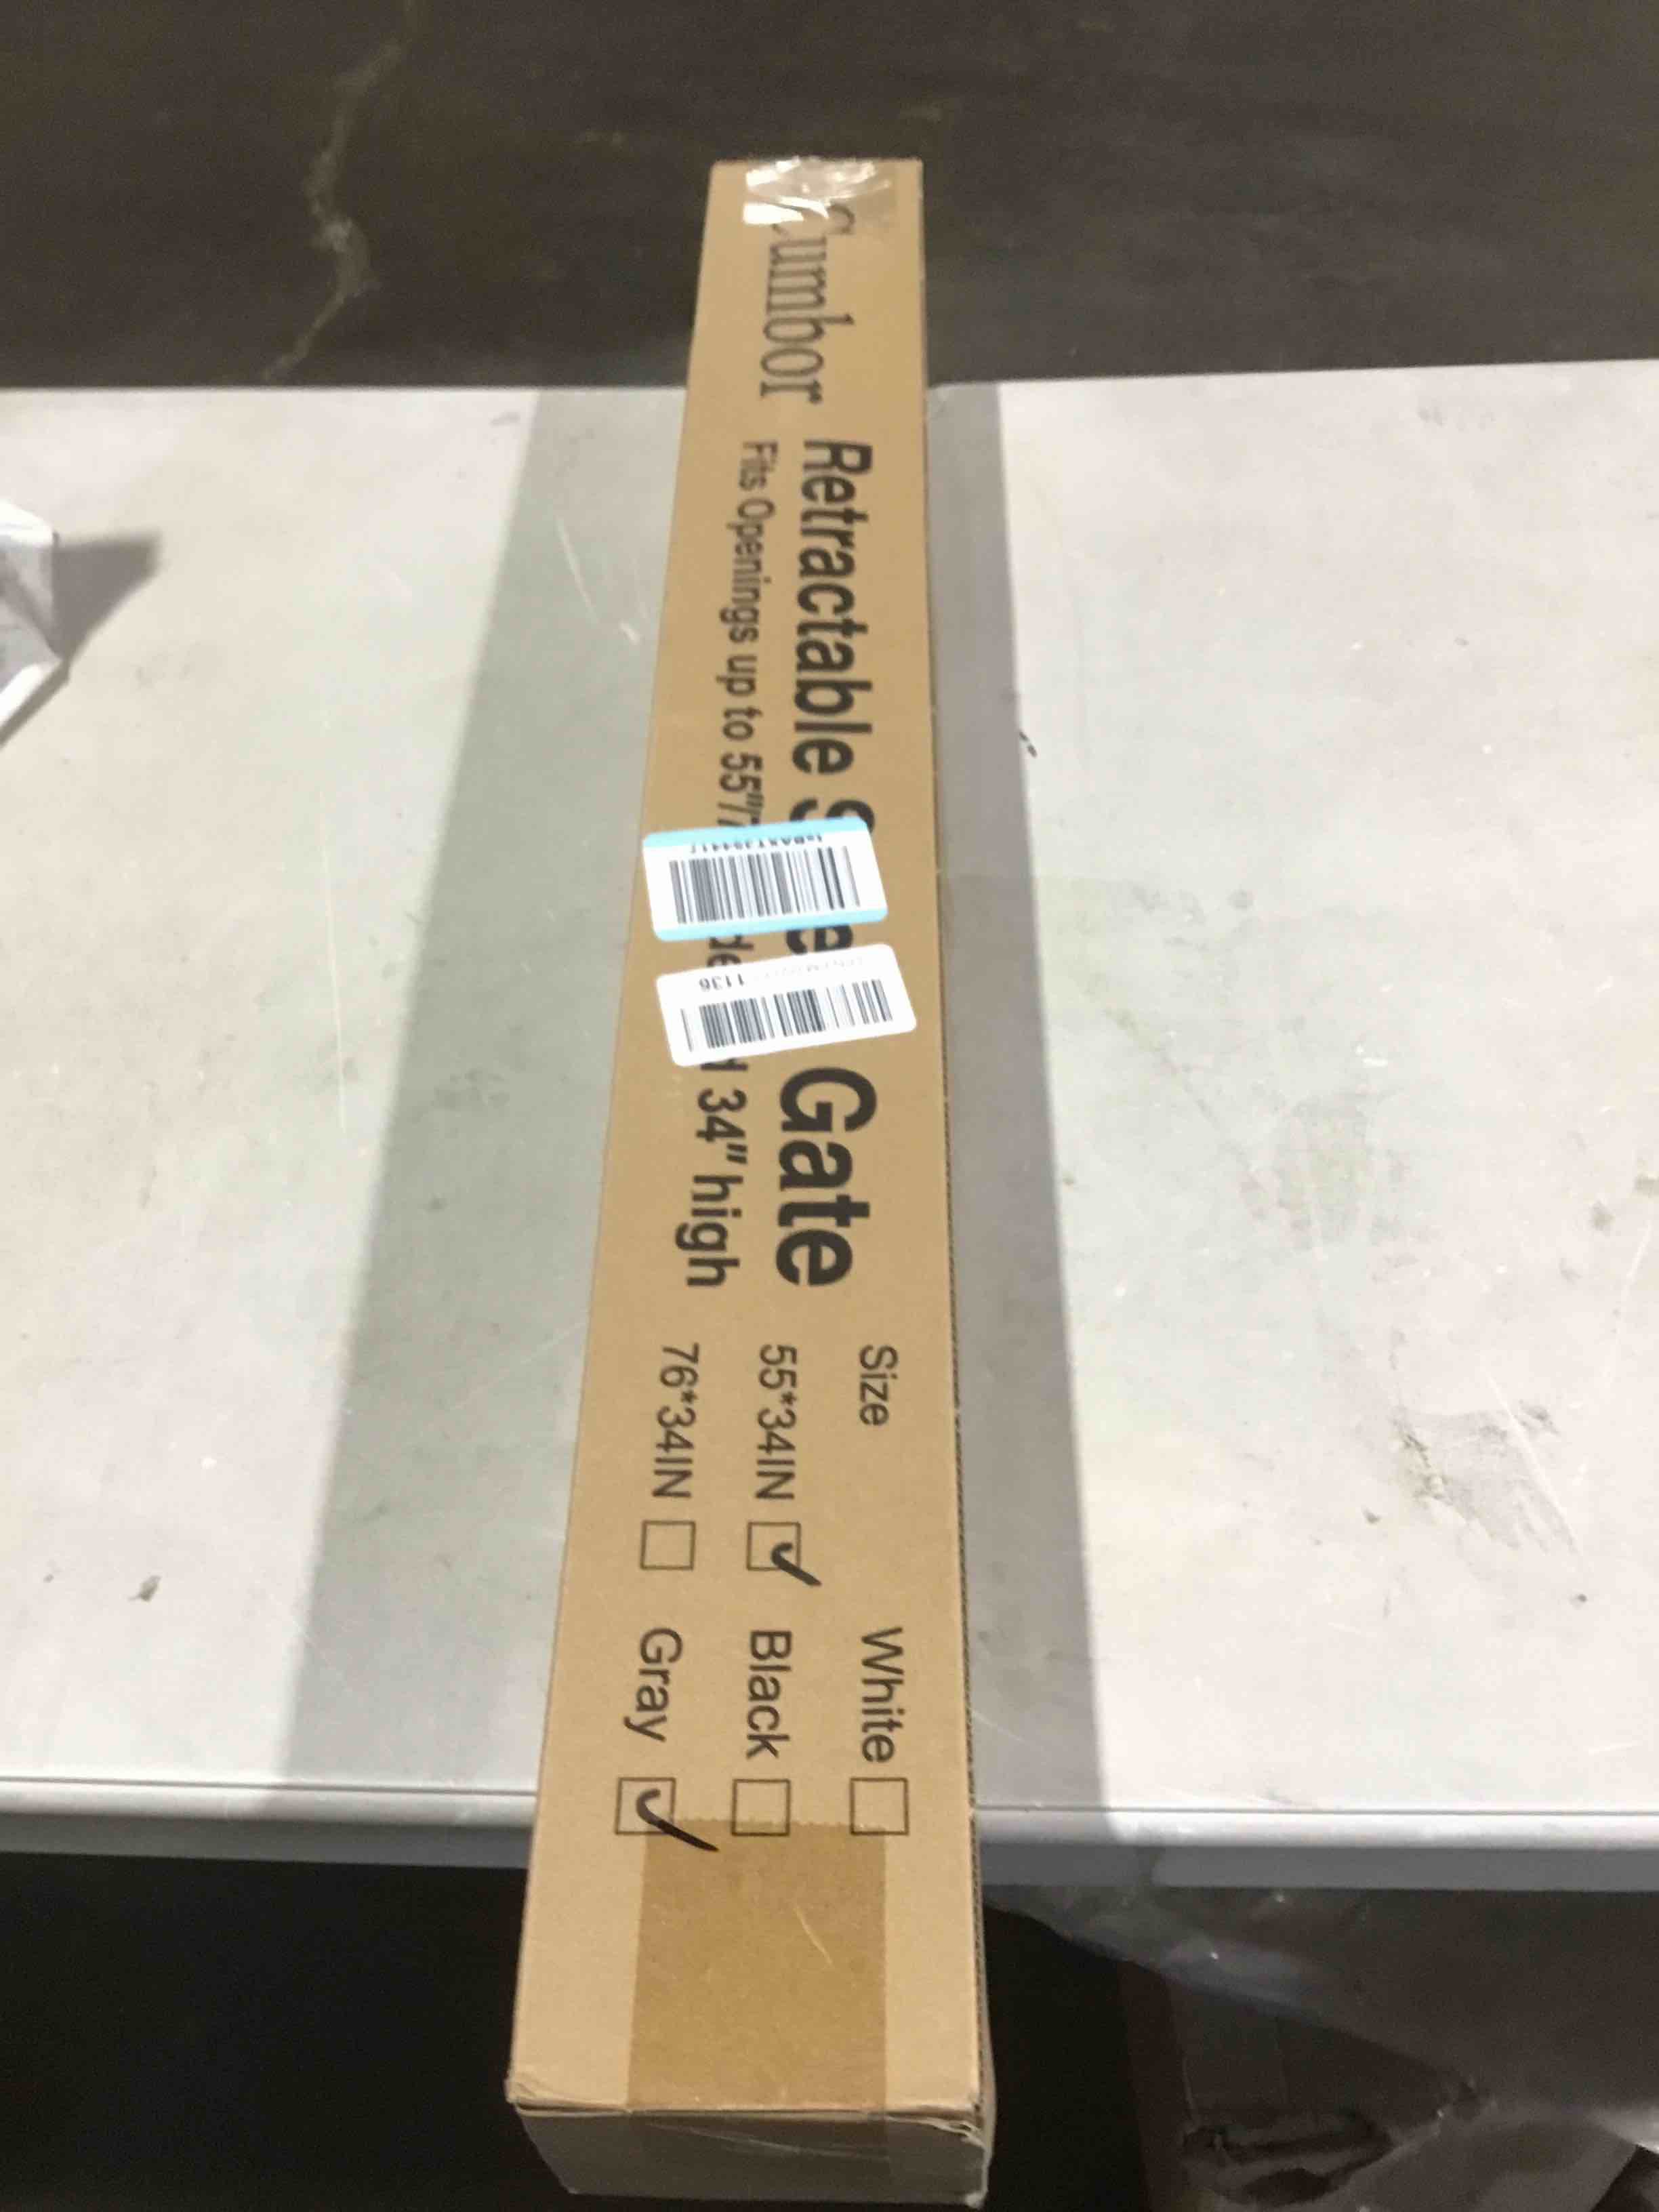 Cumbor
Retractable Gate
Fits Openings up to 55"/ 34" high
Size
55*34IN
76*34IN
White
Black
Gray
1136